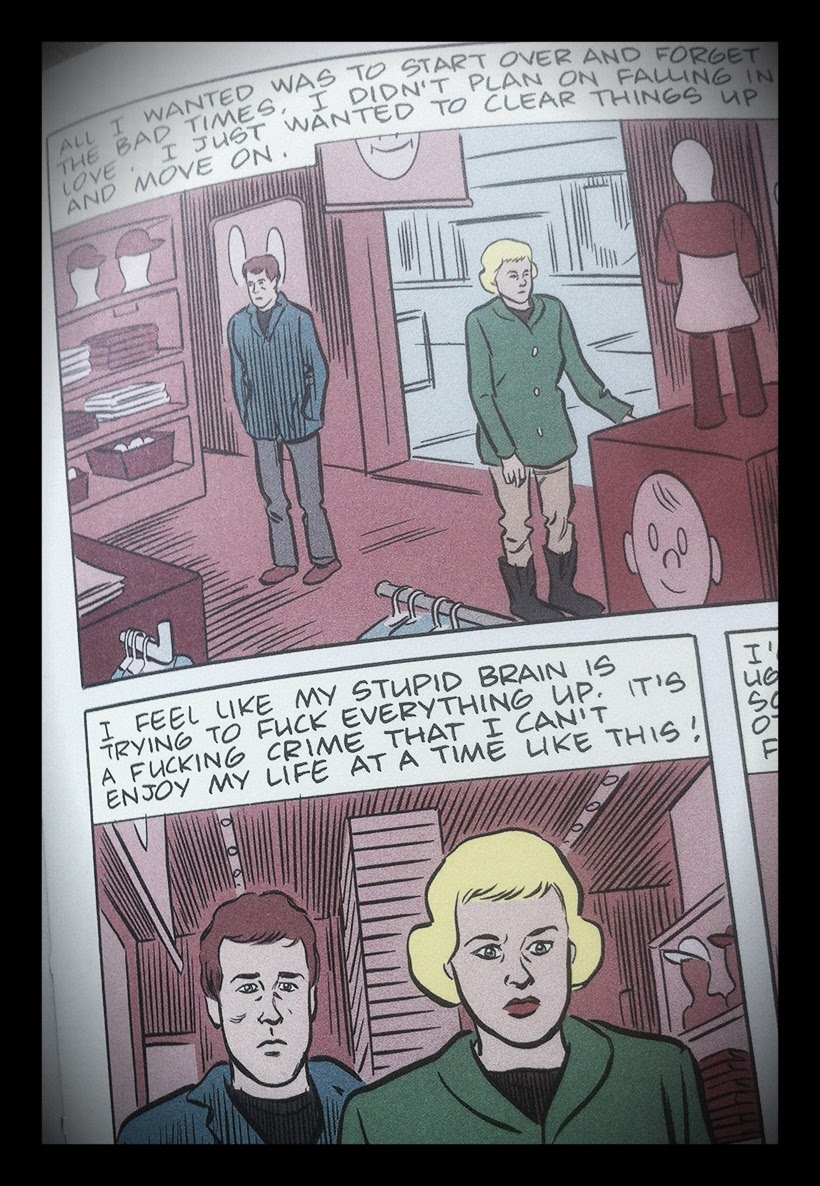 ALL I WANTED WAS TO START OVER AND FORGET
THE BAD TIMES. I DIDN'T PLAN ON FALLING IN
LOVE. I JUST WANTED TO CLEAR THINGS UP
AND MOVE ON.
I FEEL LIKE MY STUPID BRAIN IS
TRYING TO FUCK EVERYTHING UP. IT'S
A FUCKING CRIME THAT I CAN'T
ENJOY MY LIFE AT A TIME LIKE THIS!
I'